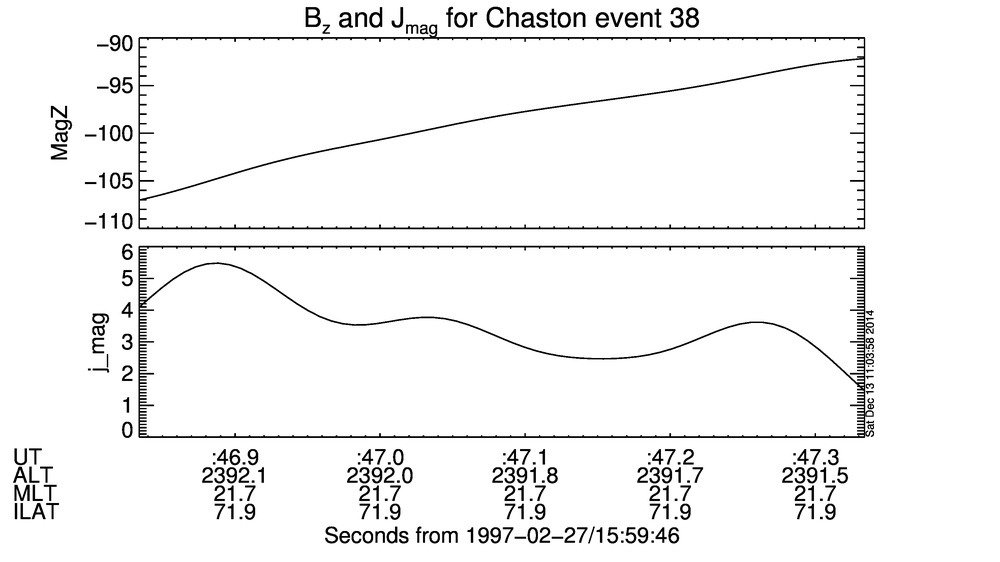 Bz and Jmag for Chaston event 38
−90
−95
−100
−105
−110
MagZ
6
5
4
3
2
1
0
j_mag
Sat Dec 13 11:03:58 2014
UT :46.9 :47.0 :47.1 :47.2 :47.3
ALT 2392.1 2392.0 2391.8 2391.7 2391.5
MLT 21.7 21.7 21.7 21.7 21.7
ILAT 71.9 71.9 71.9 71.9 71.9
Seconds from 1997−02−27/15:59:46